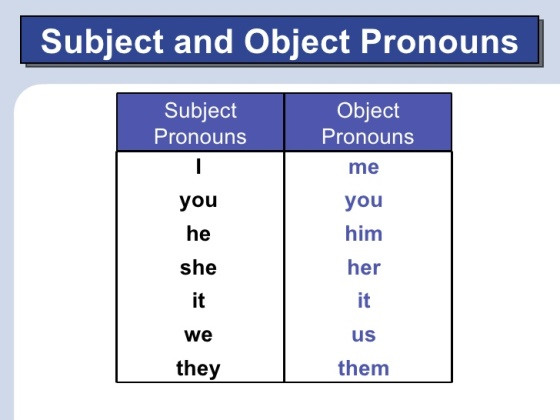 Subject and Object Pronouns
Subject Pronouns
Object Pronouns
I me
you you
he him
she her
it it
we us
they them